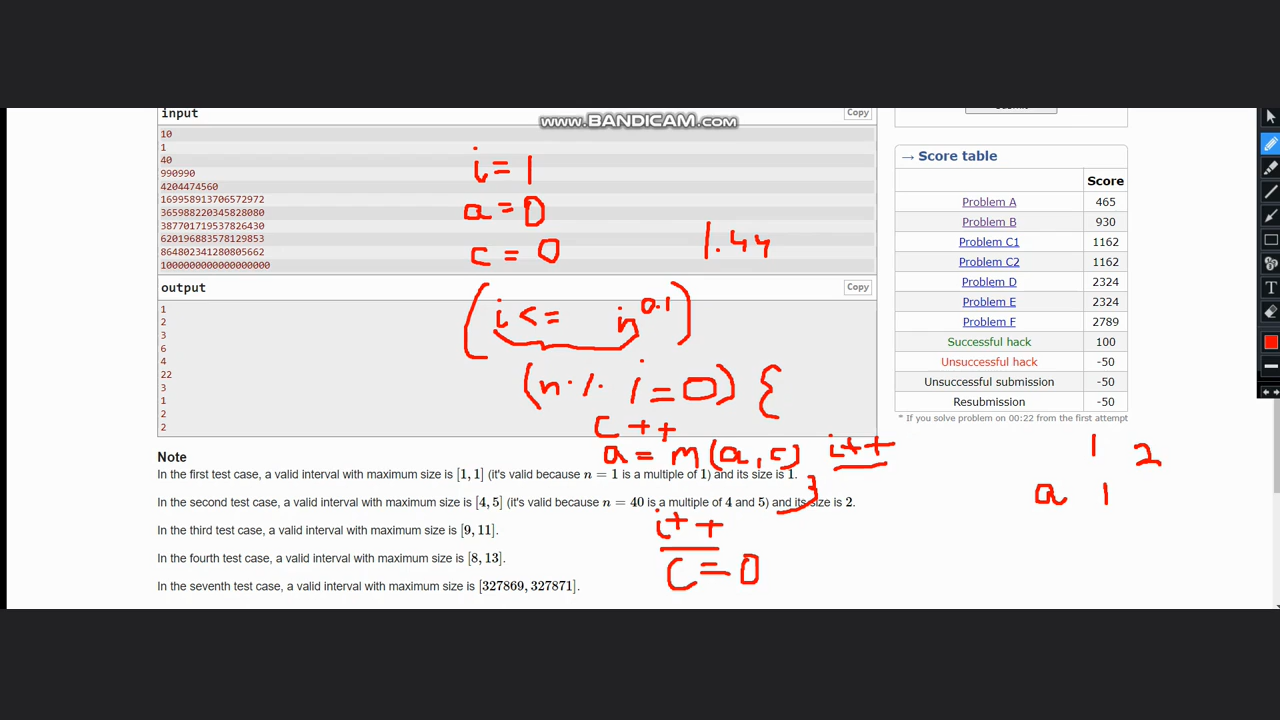 www.BANDICAM.com
input
Copy
10
1
40
990990
4204474560
169958913706572972
365988220345828080
387701719537826430
620196883578129853
864802341280805662
1000000000000000000
output
Copy
1
2
3
6
4
22
3
1
2
2
Note
In the first test case, a valid interval with maximum size is [1, 1] (it's valid because n = 1 is a multiple of 1) and its size is 1.
In the second test case, a valid interval with maximum size is [4, 5] (it's valid because n = 40 is a multiple of 4 and 5) and its size is 2.
In the third test case, a valid interval with maximum size is [9, 11].
In the fourth test case, a valid interval with maximum size is [8, 13].
In the seventh test case, a valid interval with maximum size is [327869, 327871].
i = 1
a = 0
c = 0
1.44
(i <= n^0.1)
(n % i = 0) {
c++
a = m(a, c) i++
}
i++
c = 0
1 2
a 1
→ Score table
Score
Problem A 465
Problem B 930
Problem C1 1162
Problem C2 1162
Problem D 2324
Problem E 2324
Problem F 2789
Successful hack 100
Unsuccessful hack -50
Unsuccessful submission -50
Resubmission -50
* If you solve problem on 00:22 from the first attempt